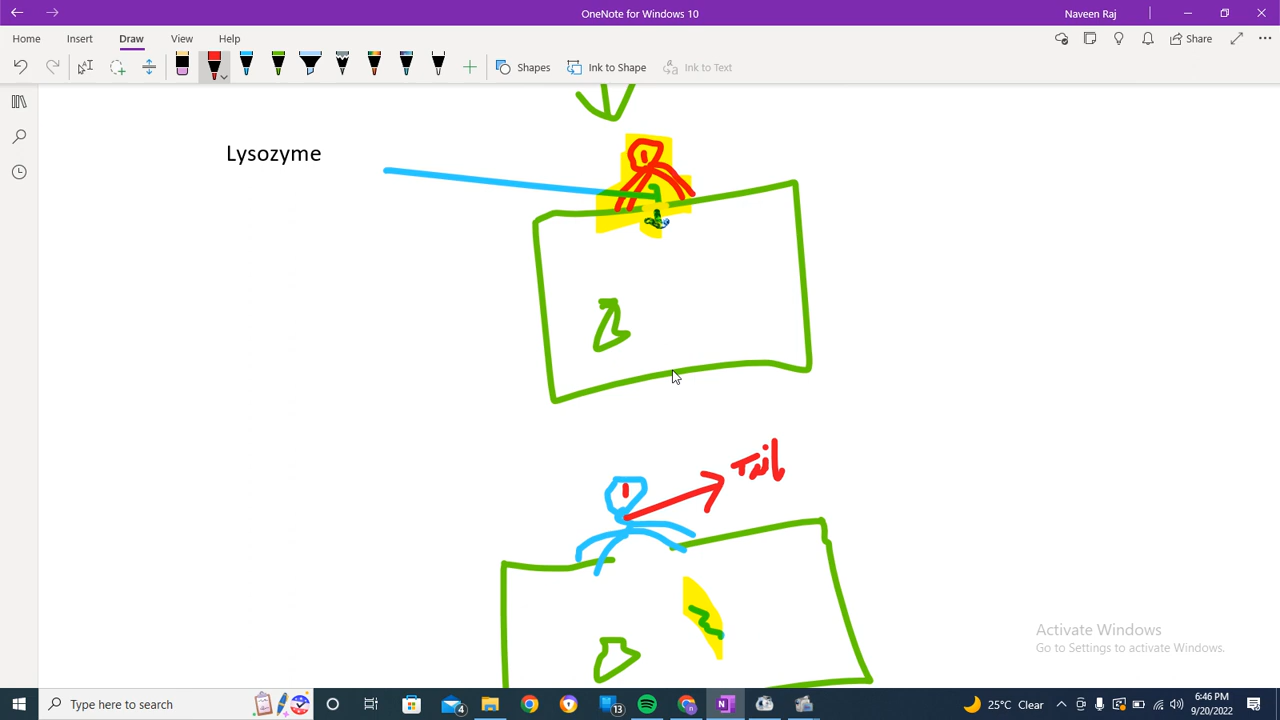 OneNote for Windows 10
Naveen Raj
Home Insert Draw View Help
Share
Shapes
Ink to Shape
Ink to Text
Lysozyme
Tail
Activate Windows
Go to Settings to activate Windows.
Type here to search
4
13
25°C Clear
6:46 PM
9/20/2022